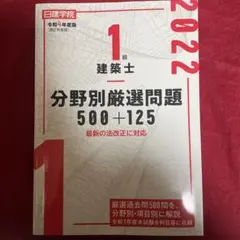 日建学院
令和4年度版
2022
1級
建築士
分野別厳選問題
500+125
最新の法改正に対応
厳選過去問500問を、
分野別・項目別に解説